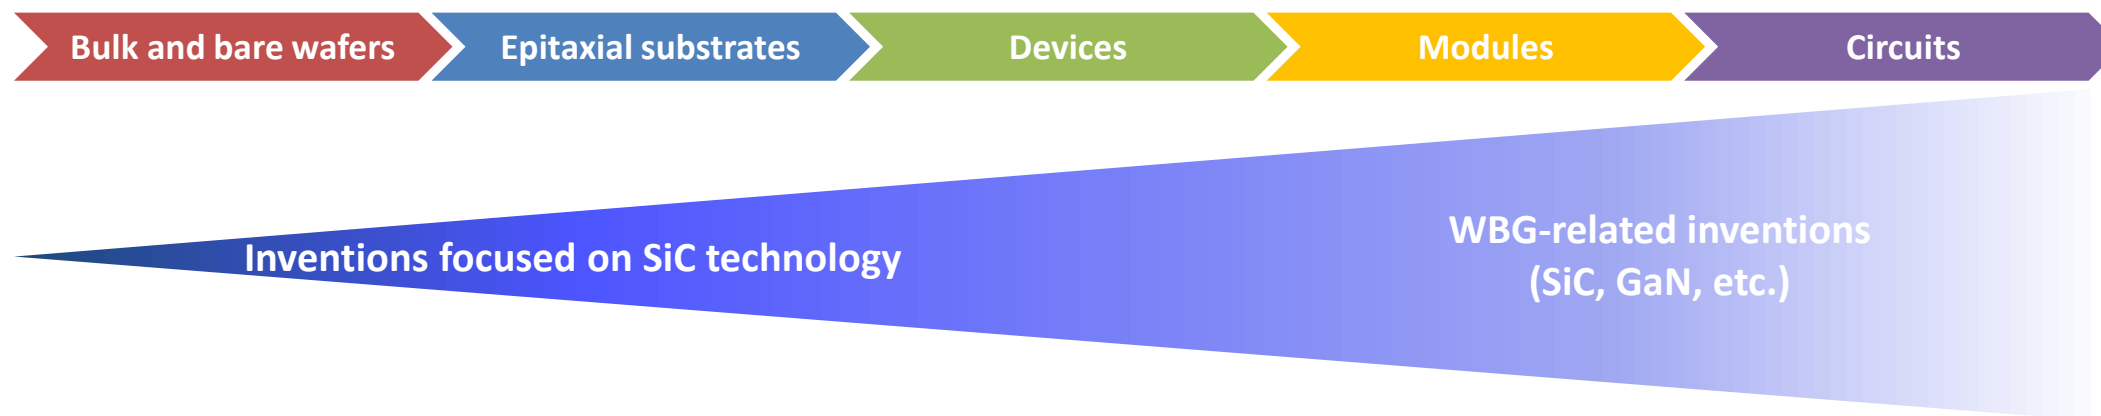 Bulk and bare wafers
Epitaxial substrates
Devices
Modules
Circuits
Inventions focused on SiC technology
WBG-related inventions
(SiC, GaN, etc.)